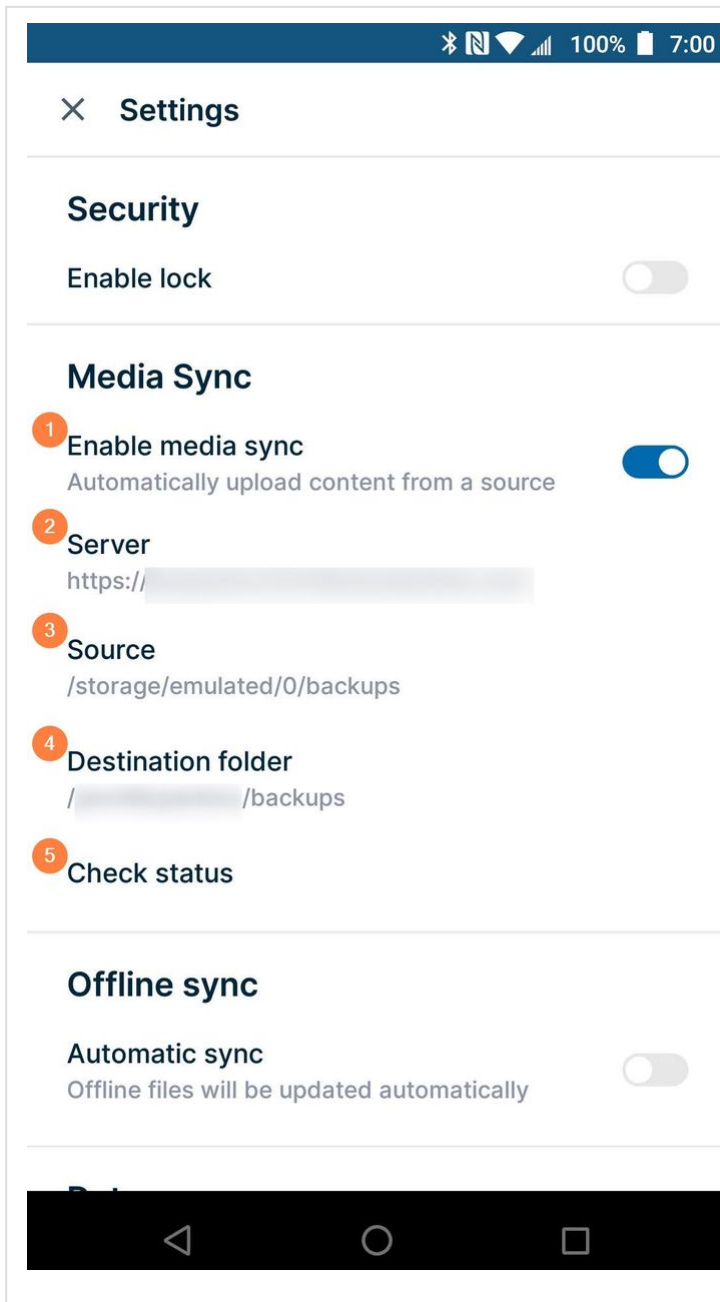 100% 7:00
Settings
Security
Enable lock
Media Sync
1
Enable media sync
Automatically upload content from a source
2
Server
https://
3
Source
/storage/emulated/0/backups
4
Destination folder
/ /backups
5
Check status
Offline sync
Automatic sync
Offline files will be updated automatically